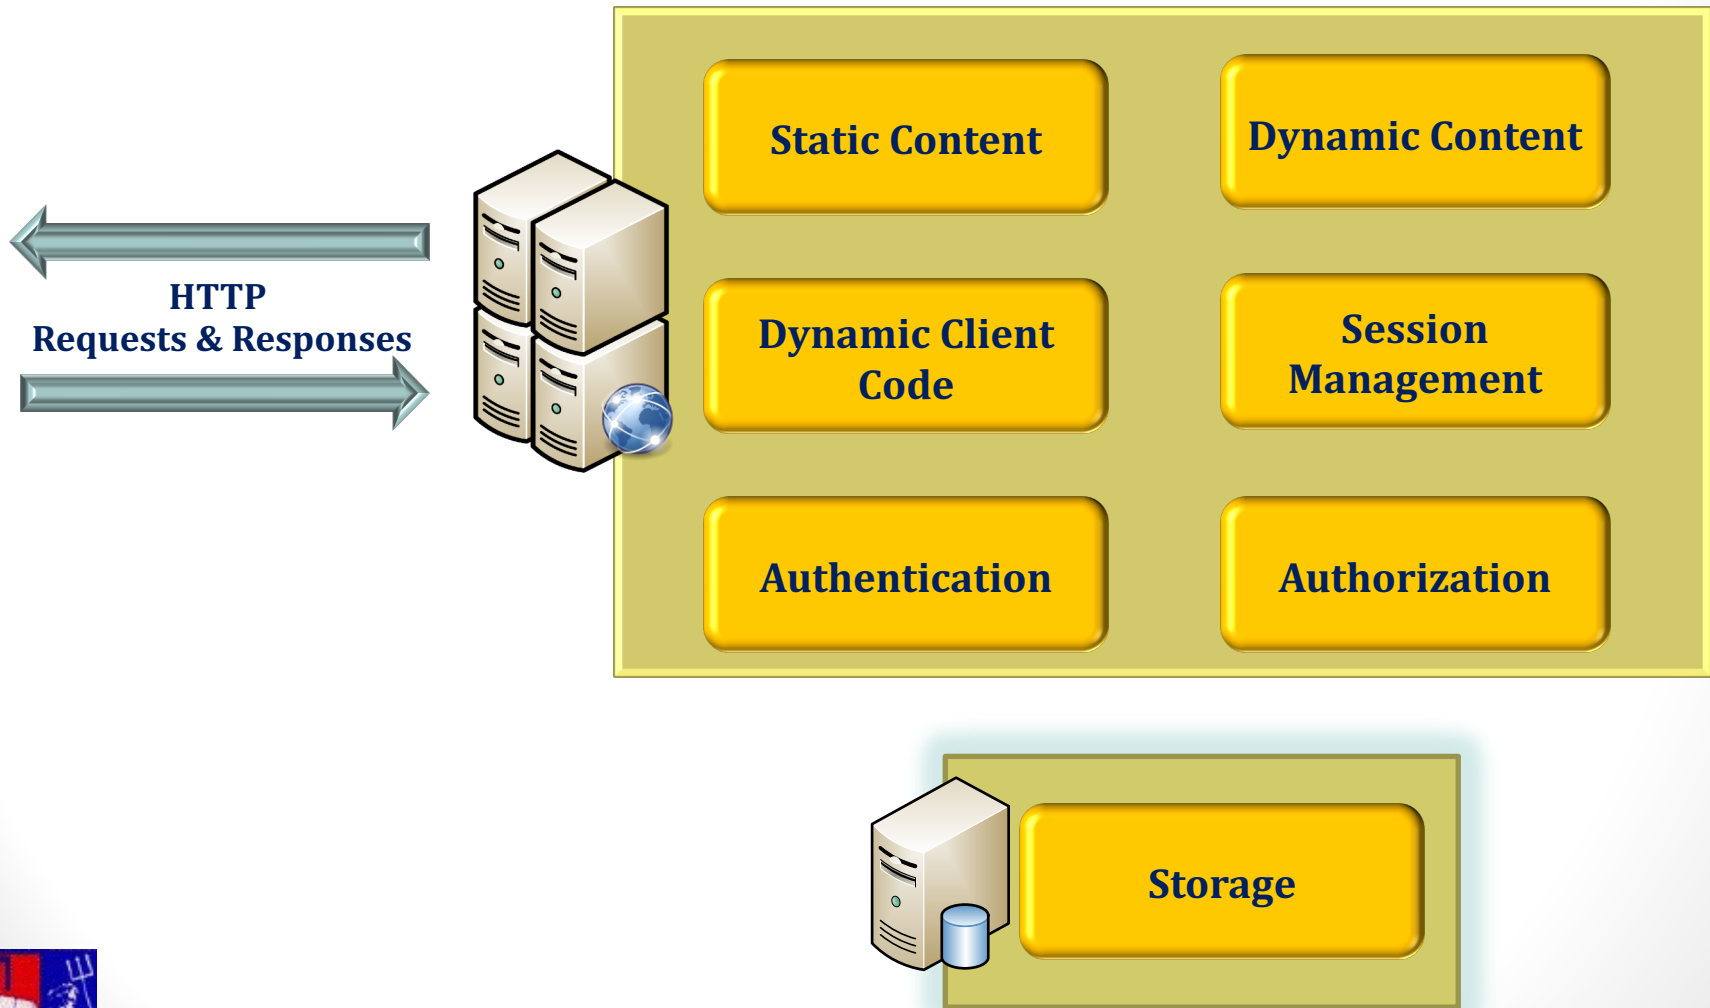 Static Content
Dynamic Content
HTTP
Requests & Responses
Dynamic Client
Code
Session
Management
Authentication
Authorization
Storage